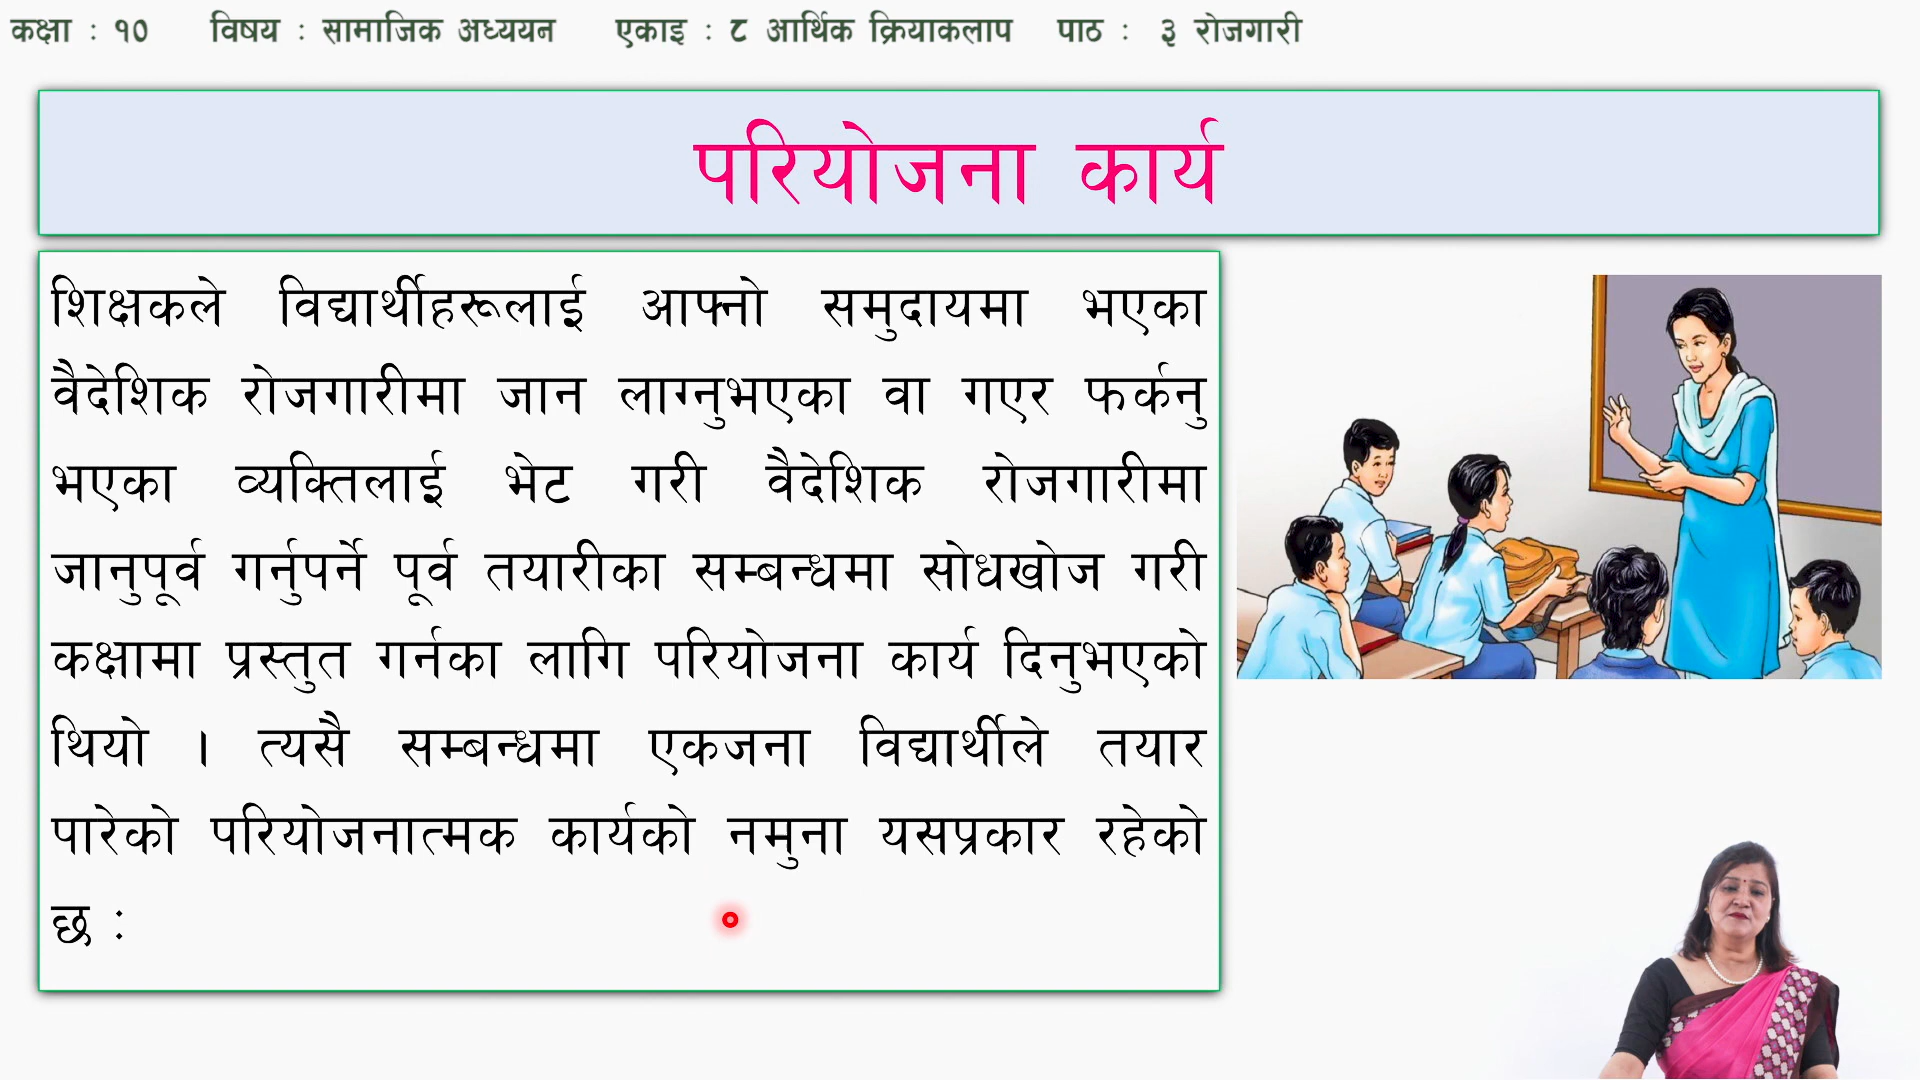 कक्षा : १० विषय : सामाजिक अध्ययन एकाइ : ८ आर्थिक क्रियाकलाप पाठ : ३ रोजगारी
परियोजना कार्य
शिक्षकले विद्यार्थीहरूलाई आफ्नो समुदायमा भएका
वैदेशिक रोजगारीमा जान लाग्नुभएका वा गएर फर्कनु
भएका व्यक्तिलाई भेट गरी वैदेशिक रोजगारीमा
जानुपूर्व गर्नुपर्ने पूर्व तयारीका सम्बन्धमा सोधखोज गरी
कक्षामा प्रस्तुत गर्नका लागि परियोजना कार्य दिनुभएको
थियो । त्यसै सम्बन्धमा एकजना विद्यार्थीले तयार
पारेको परियोजनात्मक कार्यको नमुना यसप्रकार रहेको
छ :